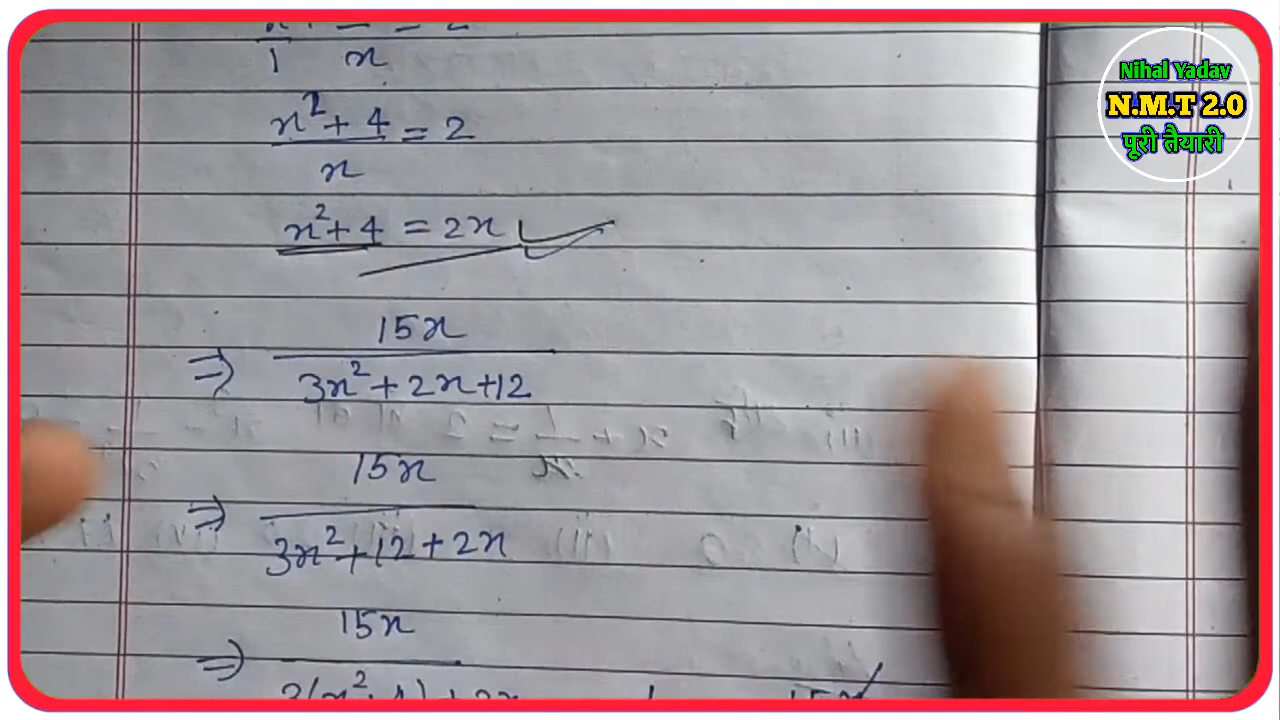 1 x
x² + 4 = 2
x
x² + 4 = 2x
⇒ 15x
3x² + 2x + 12
⇒ 15x
3x² + 12 + 2x
⇒ 15x
Nihal Yadav
N.M.T 2.0
पूरी तैयारी